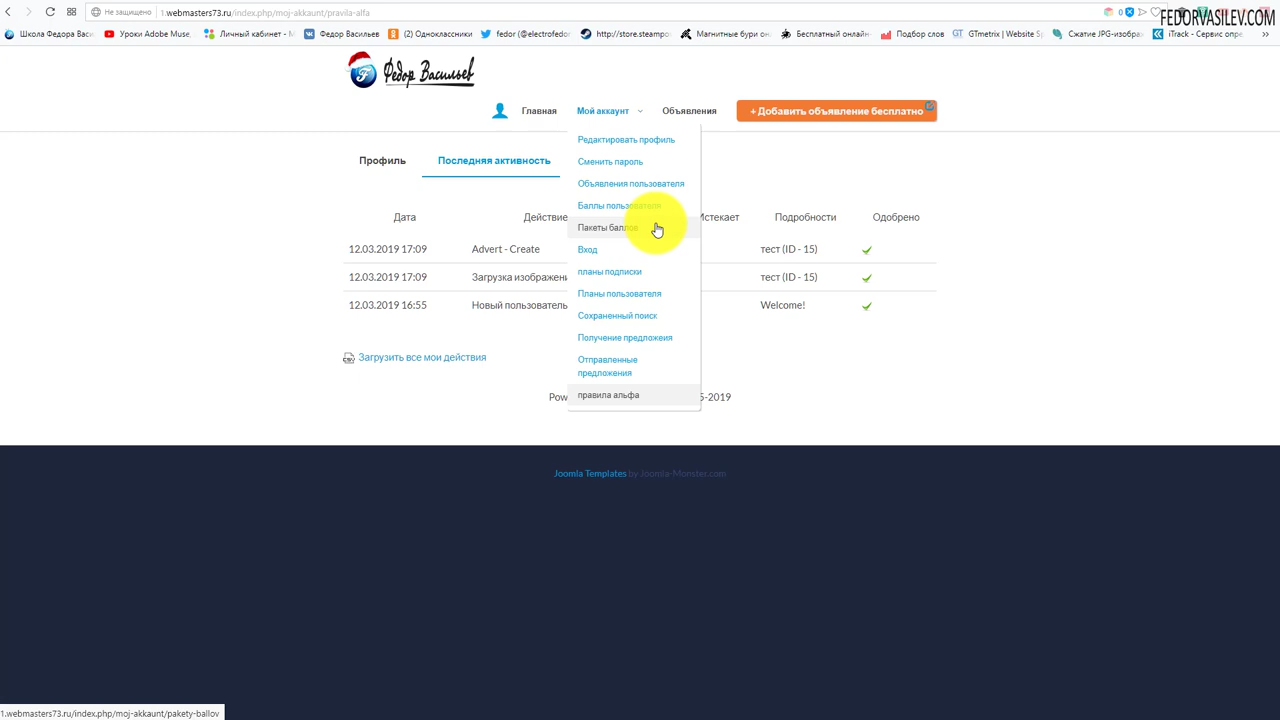 Не защищено 1.webmasters73.ru/index.php/moj-akkaunt/pravila-alfa
0
FEDORVASILEV.COM
Школа Федора Васи Уроки Adobe Muse, Личный кабинет - М Федор Васильев (2) Одноклассники fedor (@electrofedor http://store.steampo Магнитные бури он Бесплатный онлайн- Подбор слов GTmetrix | Website S Сжатие JPG-изобра iTrack - Сервис опре
Федор Васильев
Главная Мой аккаунт Объявления + Добавить объявление бесплатно
Редактировать профиль
Профиль Последняя активность Сменить пароль
Объявления пользователя
Баллы пользователя
Дата Действие Истекает Подробности Одобрено
Пакеты баллов
12.03.2019 17:09 Advert - Create Вход тест (ID - 15)
12.03.2019 17:09 Загрузка изображени планы подписки тест (ID - 15)
Планы пользователя
12.03.2019 16:55 Новый пользователь Welcome!
Сохраненный поиск
Получение предложеия
Загрузить все мои действия Отправленные
предложения
правила альфа
Pow 5-2019
Joomla Templates by Joomla-Monster.com
1.webmasters73.ru/index.php/moj-akkaunt/pakety-ballov